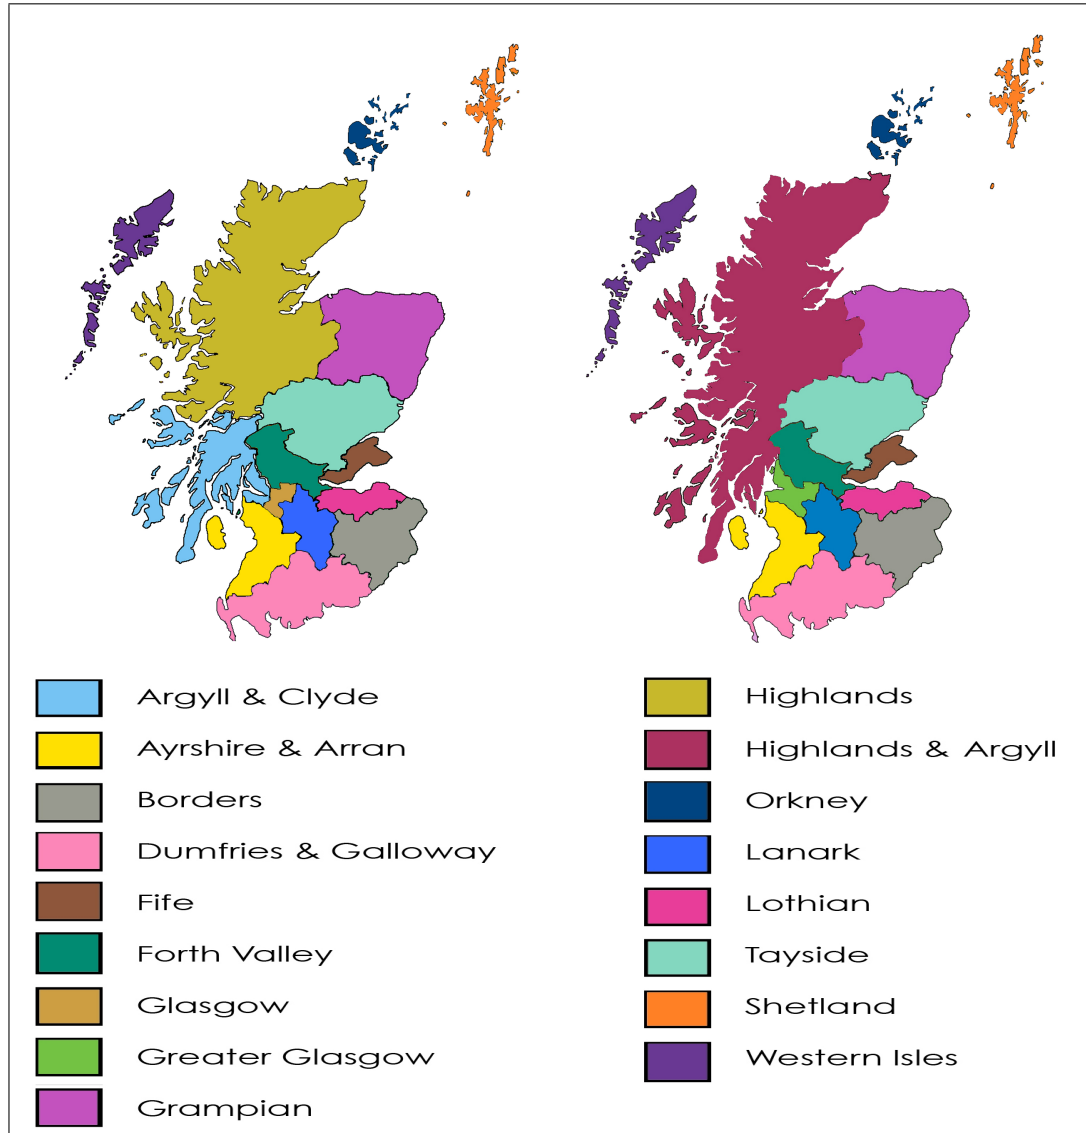 Argyll & Clyde
Ayrshire & Arran
Borders
Dumfries & Galloway
Fife
Forth Valley
Glasgow
Greater Glasgow
Grampian
Highlands
Highlands & Argyll
Orkney
Lanark
Lothian
Tayside
Shetland
Western Isles